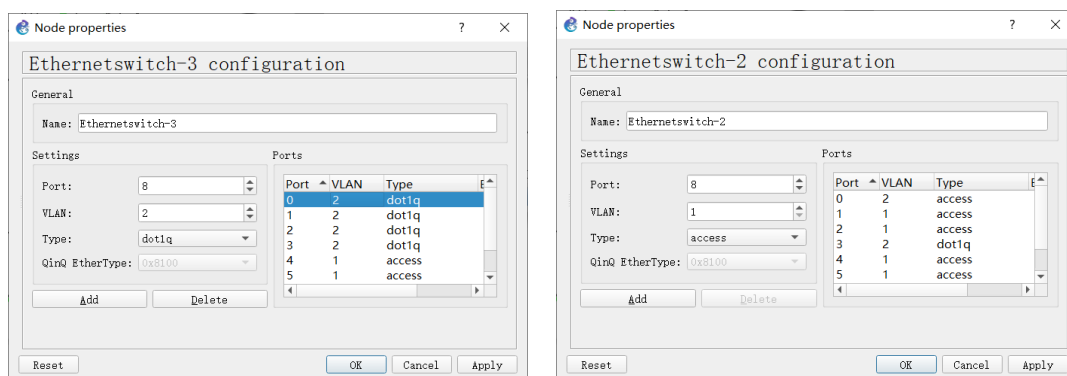 Node properties
Ethernetswitch-3 configuration
General
Name: Ethernetswitch-3
Settings
Port: 8
VLAN: 2
Type: dot1q
QinQ EtherType: 0x8100
Add Delete
Ports
Port VLAN Type
0 2 dot1q
1 2 dot1q
2 2 dot1q
3 2 dot1q
4 1 access
5 1 access
Reset OK Cancel Apply
Node properties
Ethernetswitch-2 configuration
General
Name: Ethernetswitch-2
Settings
Port: 8
VLAN: 1
Type: access
QinQ EtherType: 0x8100
Add Delete
Ports
Port VLAN Type
0 2 access
1 1 access
2 1 access
3 2 dot1q
4 1 access
5 1 access
Reset OK Cancel Apply